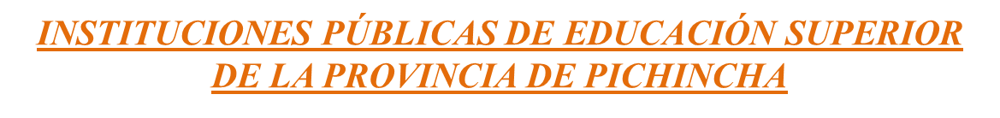 INSTITUCIONES PÚBLICAS DE EDUCACIÓN SUPERIOR
DE LA PROVINCIA DE PICHINCHA